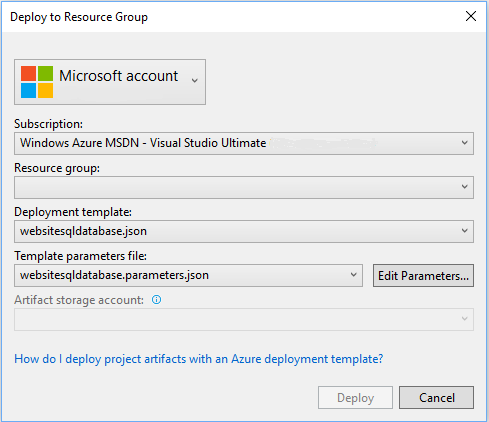 Deploy to Resource Group
Microsoft account
Subscription:
Windows Azure MSDN - Visual Studio Ultimate
Resource group:
Deployment template:
websitesqldatabase.json
Template parameters file:
websitesqldatabase.parameters.json
Edit Parameters...
Artifact storage account:
How do I deploy project artifacts with an Azure deployment template?
Deploy
Cancel